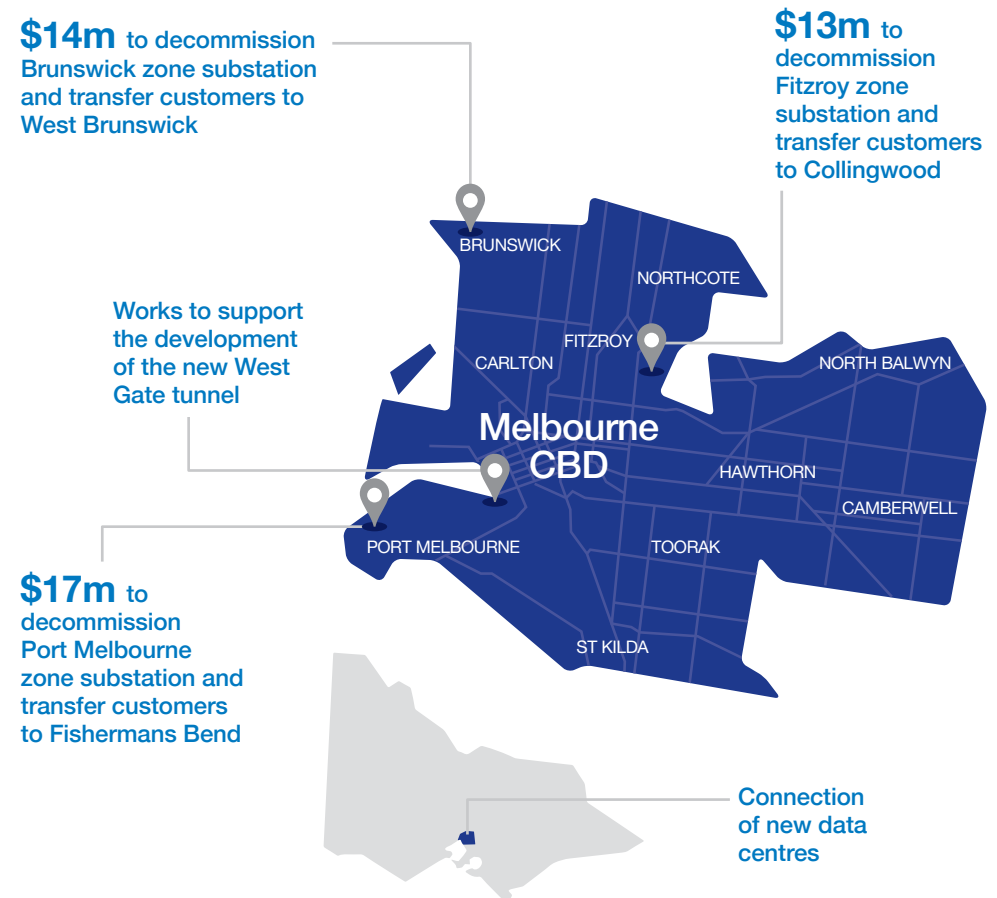 $14m to decommission
Brunswick zone substation
and transfer customers to
West Brunswick
$13m to
decommission
Fitzroy zone
substation and
transfer customers
to Collingwood
BRUNSWICK
NORTHCOTE
Works to support
the development
of the new West
Gate tunnel
FITZROY
CARLTON
NORTH BALWYN
Melbourne
CBD
HAWTHORN
CAMBERWELL
PORT MELBOURNE
TOORAK
ST KILDA
$17m to
decommission
Port Melbourne
zone substation and
transfer customers
to Fishermans Bend
Connection
of new data
centres